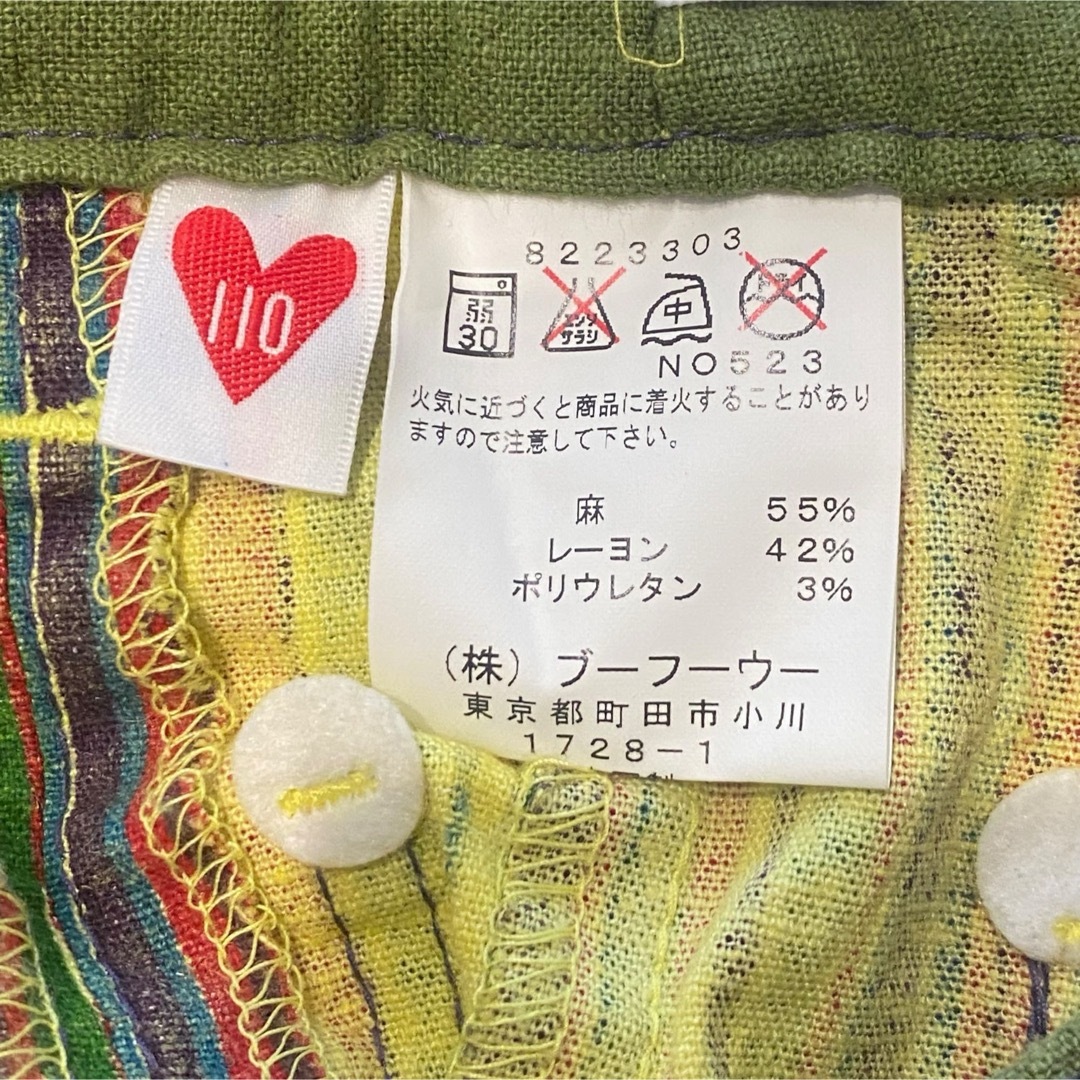 110
8223303
弱
30
エンソ
サラシ
中
ドライ
NO523
火気に近づくと商品に着火することがあり
ますので注意して下さい。
麻 55%
レーヨン 42%
ポリウレタン 3%
(株)ブーフーウー
東京都町田市小川
1728-1